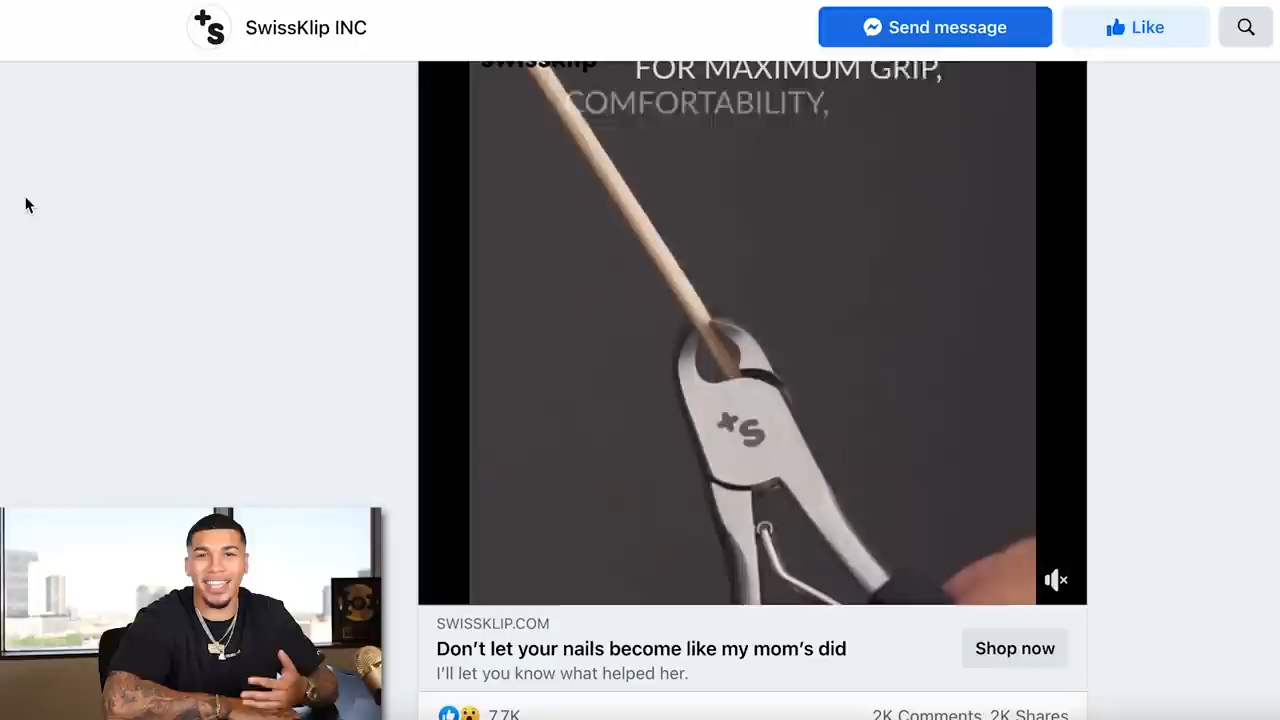 +S
SwissKlip INC
Send message
Like
SwissKlip
FOR MAXIMUM GRIP,
COMFORTABILITY,
+S
SWISSKLIP.COM
Don’t let your nails become like my mom’s did
I’ll let you know what helped her.
Shop now
7.7K
2K Comments 2K Shares